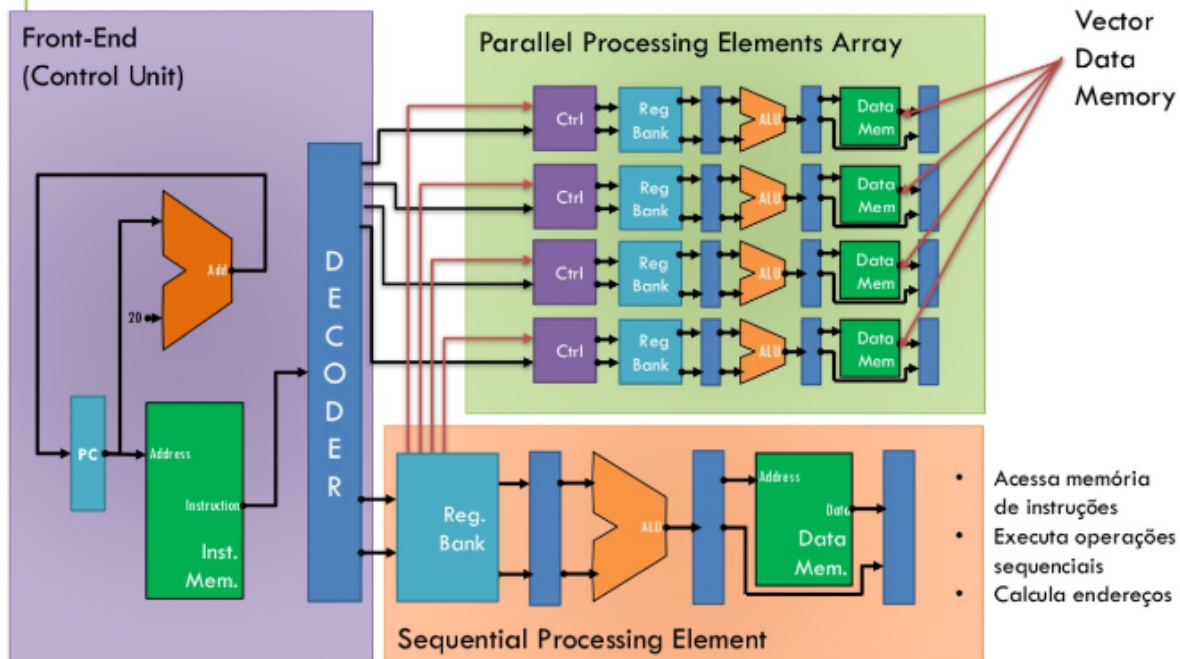 Front-End
(Control Unit)
Add
20
PC
Address
Instruction
Inst.
Mem.
D
E
C
O
D
E
R
Parallel Processing Elements Array
Ctrl
Reg
Bank
ALU
Data
Mem
Ctrl
Reg
Bank
ALU
Data
Mem
Ctrl
Reg
Bank
ALU
Data
Mem
Ctrl
Reg
Bank
ALU
Data
Mem
Vector
Data
Memory
Reg.
Bank
ALU
Address
Data
Data
Mem.
Sequential Processing Element
• Acessa memória
de instruções
• Executa operações
sequenciais
• Calcula endereços